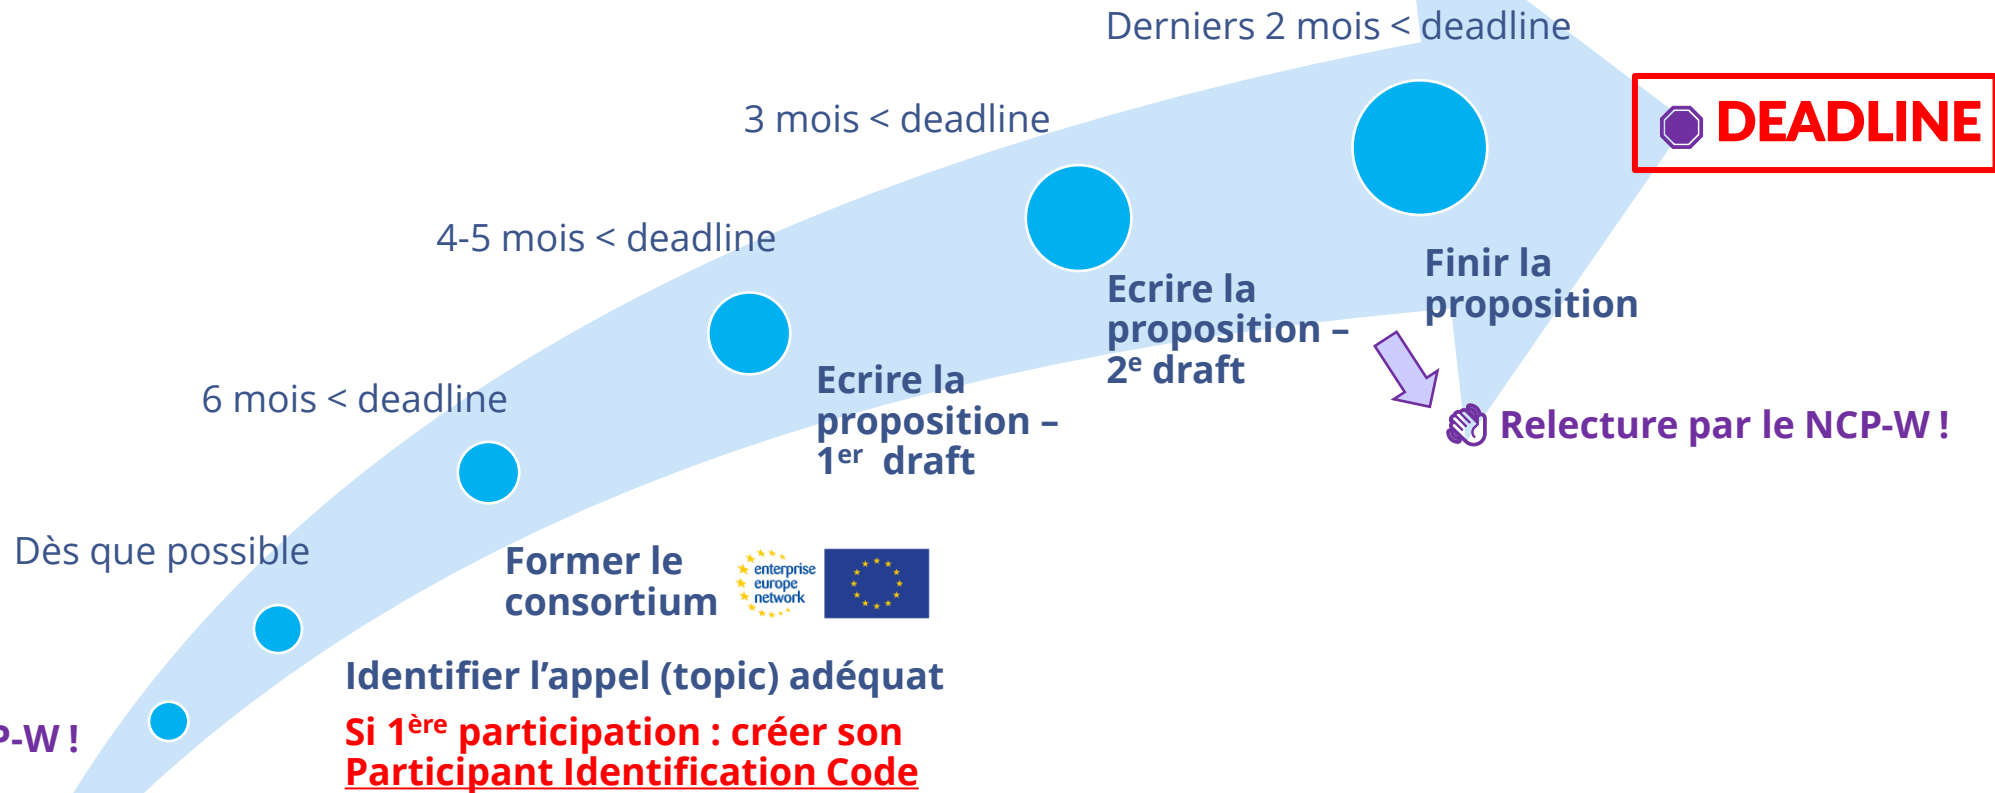 Derniers 2 mois < deadline
DEADLINE
3 mois < deadline
4-5 mois < deadline
Finir la
proposition
Ecrire la
proposition –
2e draft
Relecture par le NCP-W !
Ecrire la
proposition –
1er draft
6 mois < deadline
Dès que possible
Former le
consortium
enterprise
europe
network
Identifier l’appel (topic) adéquat
Si 1ère participation : créer son
Participant Identification Code
P-W !